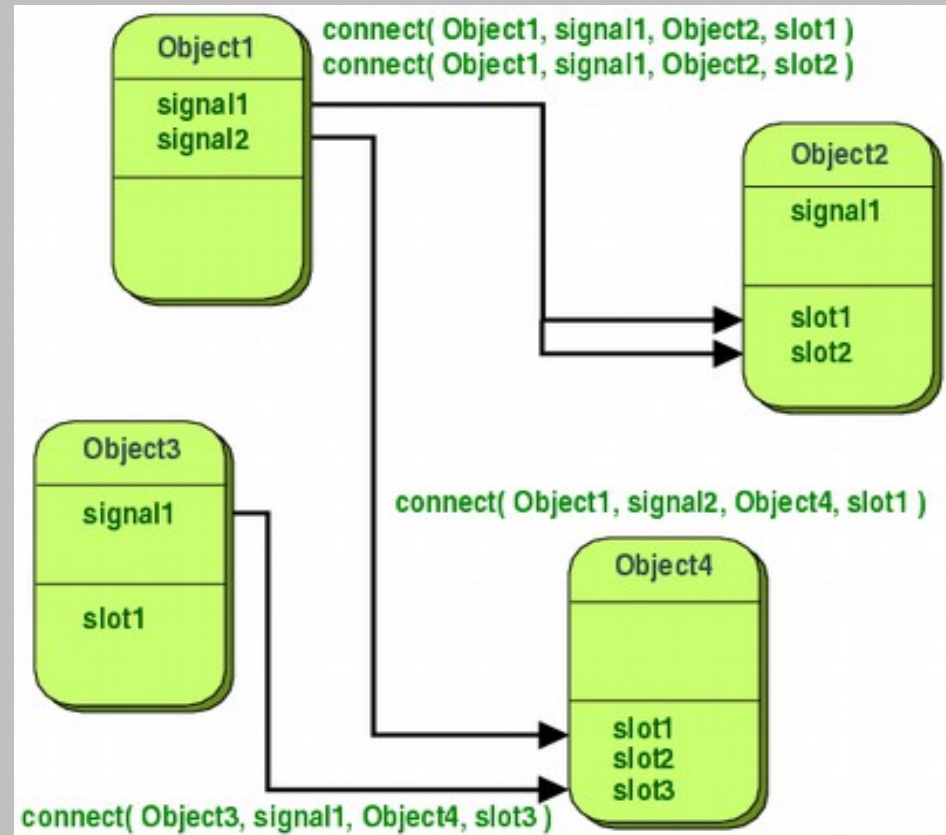 Object1
signal1
signal2
connect( Object1, signal1, Object2, slot1 )
connect( Object1, signal1, Object2, slot2 )
Object2
signal1
slot1
slot2
Object3
signal1
slot1
connect( Object1, signal2, Object4, slot1 )
Object4
slot1
slot2
slot3
connect( Object3, signal1, Object4, slot3 )